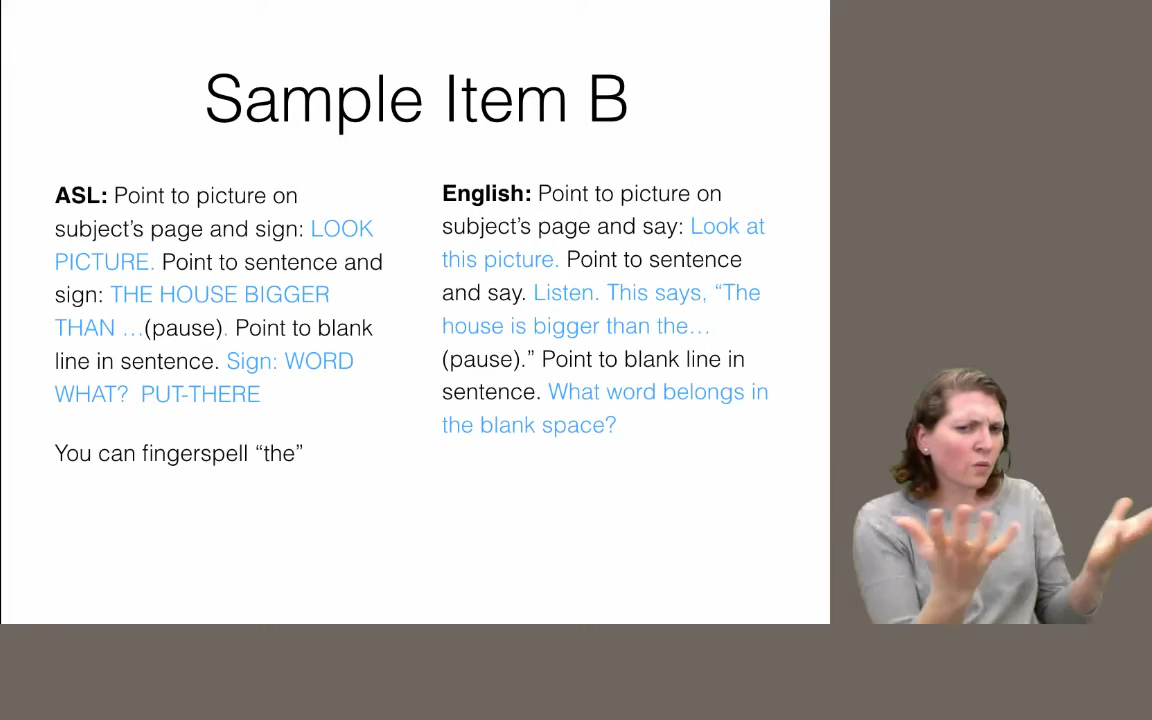 Sample Item B
ASL: Point to picture on
subject's page and sign: LOOK
PICTURE. Point to sentence and
sign: THE HOUSE BIGGER
THAN …(pause). Point to blank
line in sentence. Sign: WORD
WHAT?  PUT-THERE
You can fingerspell “the”
English: Point to picture on
subject's page and say: Look at
this picture. Point to sentence
and say. Listen. This says, “The
house is bigger than the…
(pause).” Point to blank line in
sentence. What word belongs in
the blank space?